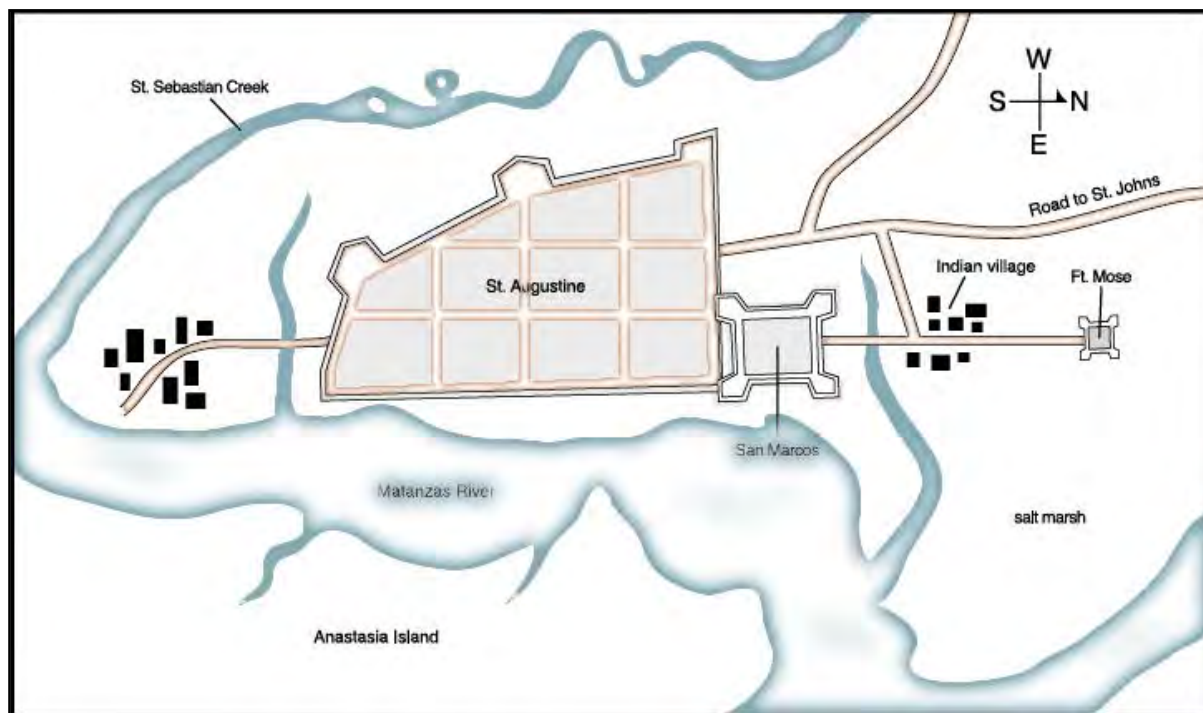 St. Sebastian Creek
W
S
N
E
Road to St. Johns
Indian village
Ft. Mose
St. Augustine
San Marcos
Matanzas River
salt marsh
Anastasia Island